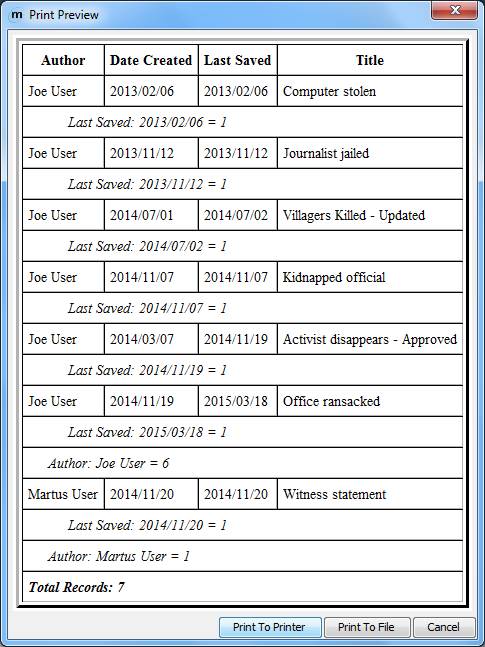 m Print Preview
Author Date Created Last Saved Title
Joe User 2013/02/06 2013/02/06 Computer stolen
Last Saved: 2013/02/06 = 1
Joe User 2013/11/12 2013/11/12 Journalist jailed
Last Saved: 2013/11/12 = 1
Joe User 2014/07/01 2014/07/02 Villagers Killed - Updated
Last Saved: 2014/07/02 = 1
Joe User 2014/11/07 2014/11/07 Kidnapped official
Last Saved: 2014/11/07 = 1
Joe User 2014/03/07 2014/11/19 Activist disappears - Approved
Last Saved: 2014/11/19 = 1
Joe User 2014/11/19 2015/03/18 Office ransacked
Last Saved: 2015/03/18 = 1
Author: Joe User = 6
Martus User 2014/11/20 2014/11/20 Witness statement
Last Saved: 2014/11/20 = 1
Author: Martus User = 1
Total Records: 7
Print To Printer Print To File Cancel